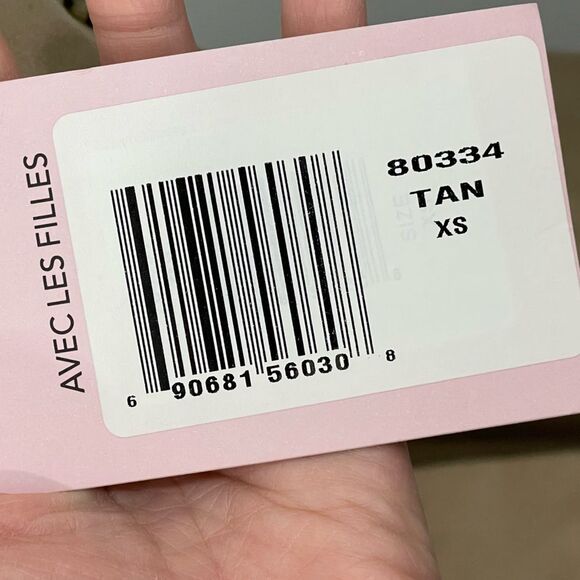 AVEC LES FILLES
80334
TAN
XS
6 90681 56030 8